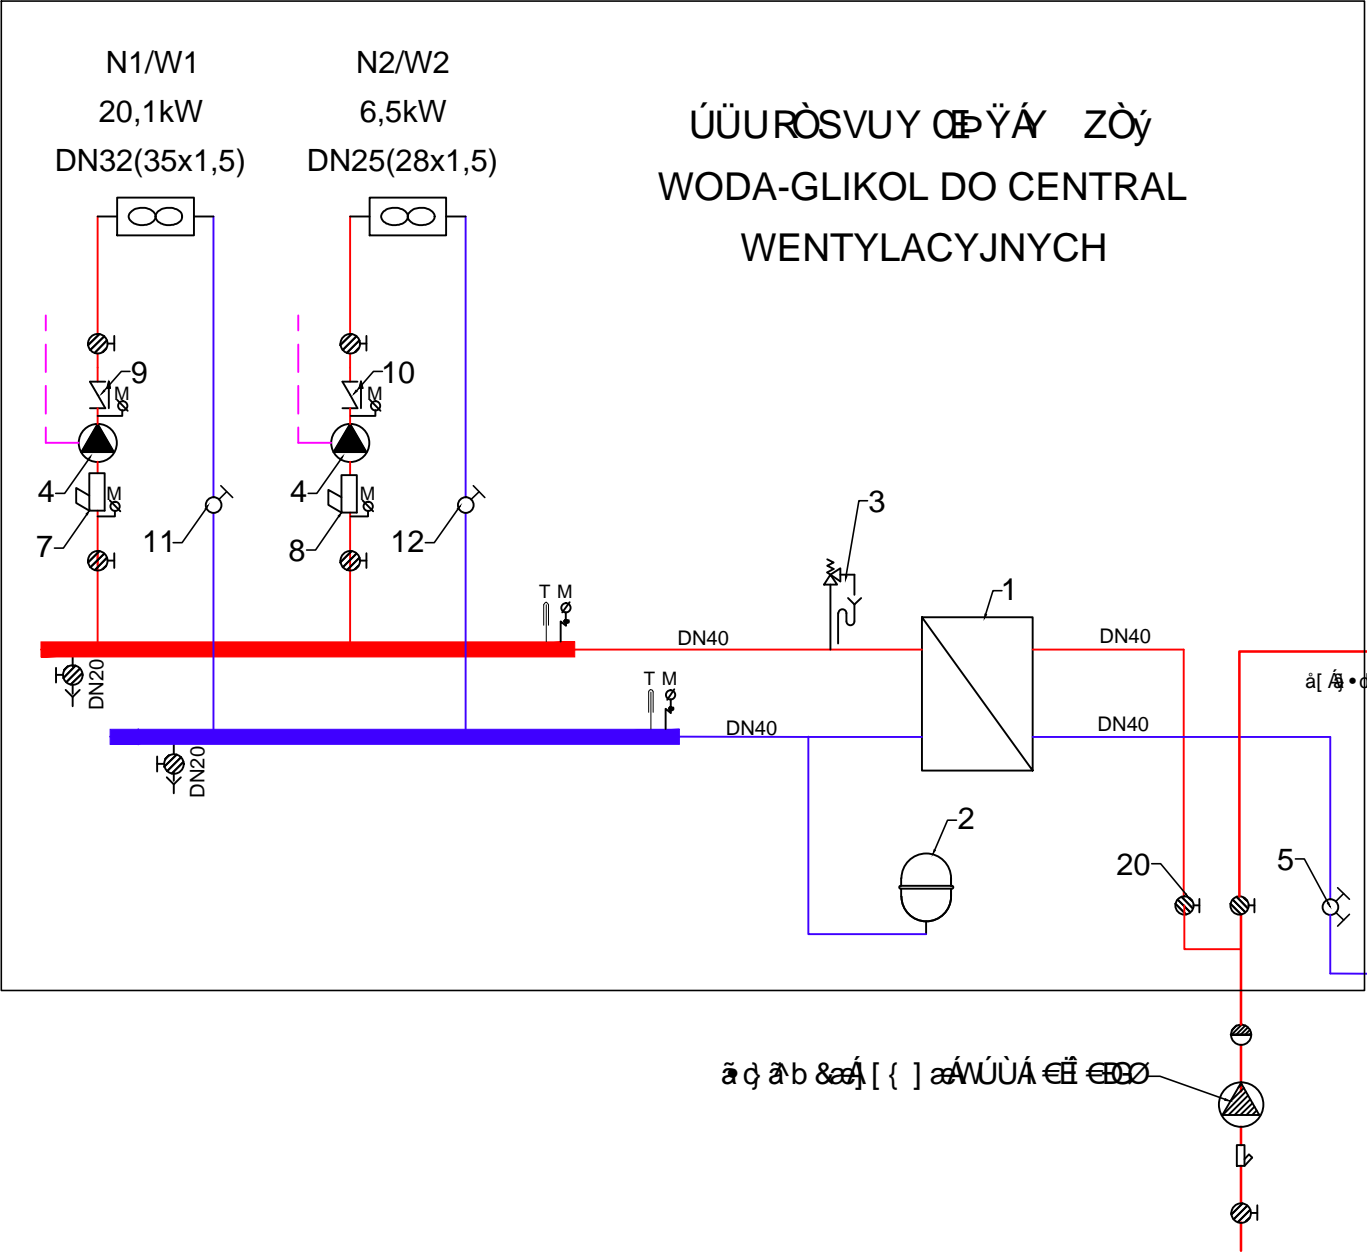 N1/W1
20,1kW
DN32(35x1,5)
N2/W2
6,5kW
DN25(28x1,5)
WODA-GLIKOL DO CENTRAL
WENTYLACYJNYCH
9
M
10
M
4
M
4
M
7
11
8
12
3
T M
1
DN40
DN40
DN20
T M
DN40
DN40
DN20
2
20
5